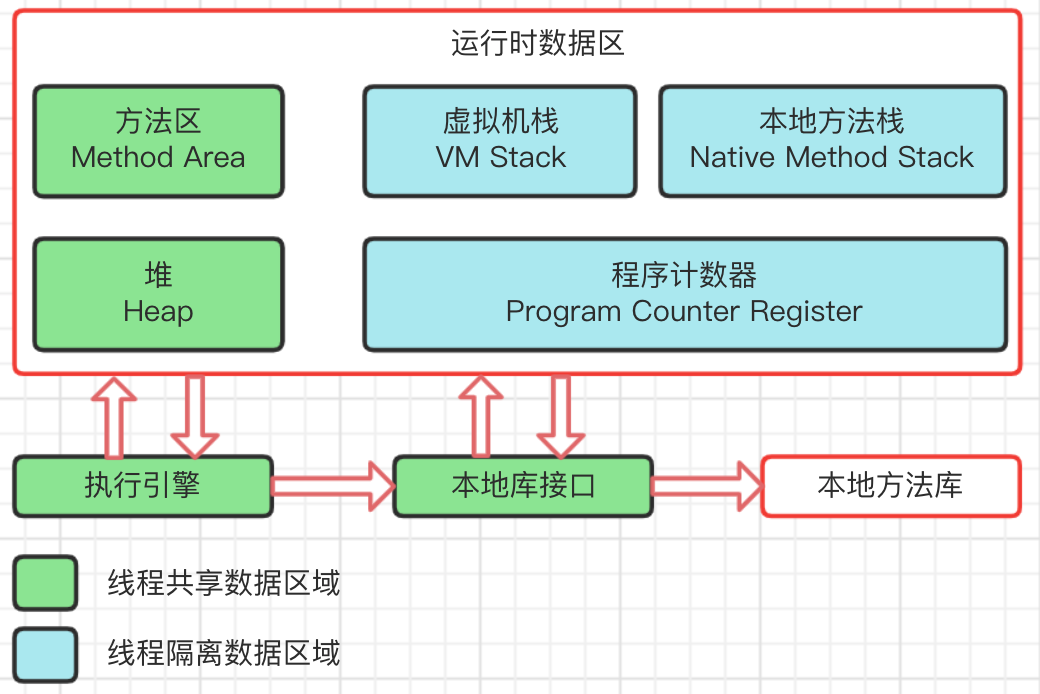 运行时数据区
方法区
Method Area
虚拟机栈
VM Stack
本地方法栈
Native Method Stack
堆
Heap
程序计数器
Program Counter Register
执行引擎
本地库接口
本地方法库
线程共享数据区域
线程隔离数据区域